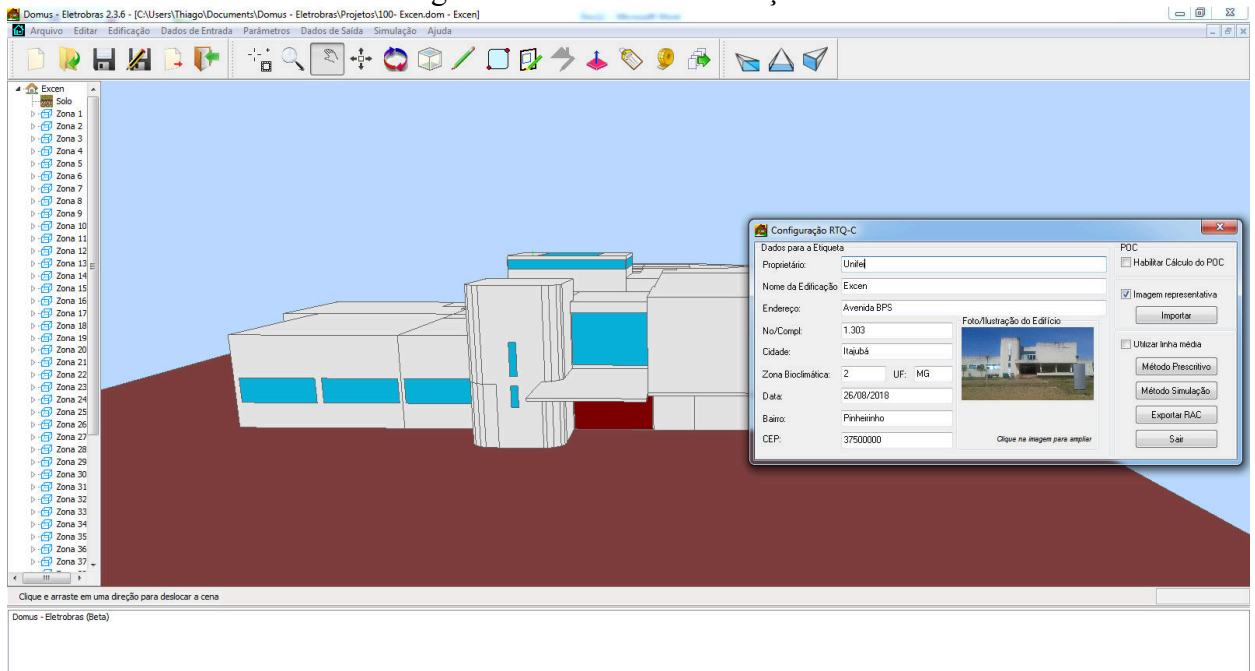 Domus - Eletrobras 2.3.6 - [C:\Users\Thiago\Documents\Domus - Eletrobras\Projetos\100- Excen.dom - Excen]
Arquivo Editar Edificação Dados de Entrada Parâmetros Dados de Saída Simulação Ajuda
Excen
Solo
Zona 1
Zona 2
Zona 3
Zona 4
Zona 5
Zona 6
Zona 7
Zona 8
Zona 9
Zona 10
Zona 11
Zona 12
Zona 13
Zona 14
Zona 15
Zona 16
Zona 17
Zona 18
Zona 19
Zona 20
Zona 21
Zona 22
Zona 23
Zona 24
Zona 25
Zona 26
Zona 27
Zona 28
Zona 29
Zona 30
Zona 31
Zona 32
Zona 33
Zona 34
Zona 35
Zona 36
Zona 37
Configuração RTQ-C
Dados para a Etiqueta
Proprietário: Unifei
Nome da Edificação Excen
Endereço: Avenida BPS
No/Compl: 1.303
Cidade: Itajubá
Zona Bioclimática: 2 UF: MG
Data: 26/08/2018
Bairro: Pinheirinho
CEP: 37500000
Foto/Ilustração do Edifício
Clique na imagem para ampliar
POC
Habilitar Cálculo do POC
Imagem representativa
Importar
Utilizar linha média
Método Prescritivo
Método Simulação
Exportar RAC
Sair
Clique e arraste em uma direção para deslocar a cena
Domus - Eletrobras (Beta)